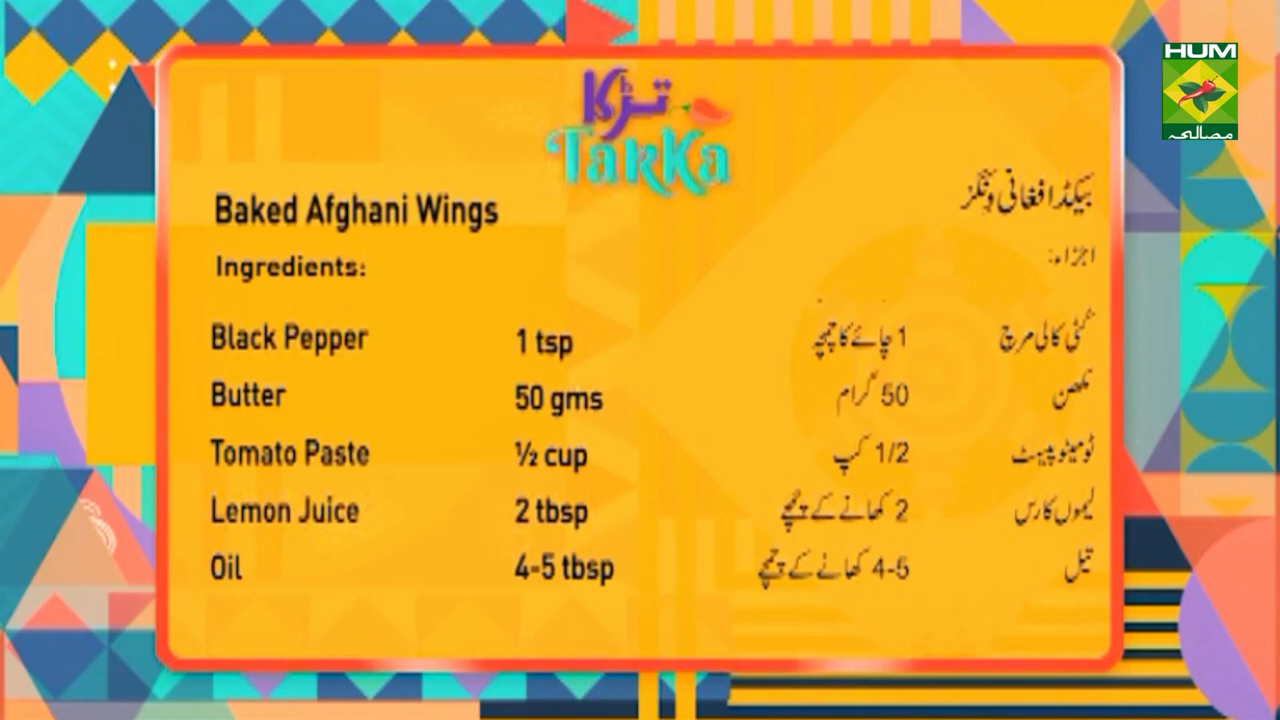 HUM
مصالحہ
تڑکا
TaRKa
Baked Afghani Wings
بیکڈ افغانی ونگز
Ingredients:
اجزاء:
Black Pepper 1 tsp
کٹی کالی مرچ 1 چائے کا چمچہ
Butter 50 gms
مکھن 50 گرام
Tomato Paste ½ cup
ٹومیٹو پیسٹ 1/2 کپ
Lemon Juice 2 tbsp
لیموں کا رس 2 کھانے کے چمچے
Oil 4-5 tbsp
تیل 4-5 کھانے کے چمچے